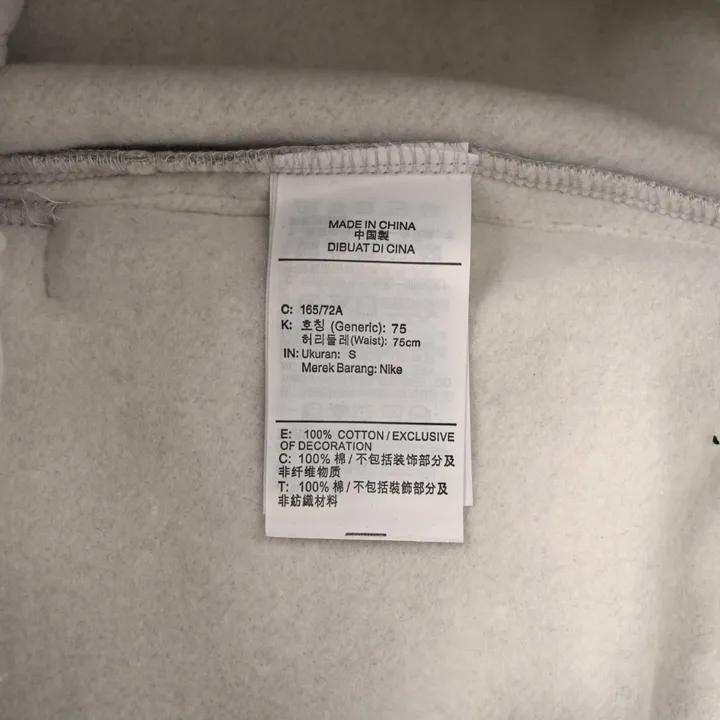 MADE IN CHINA
中国製
DIBUAT DI CINA
C: 165/72A
K: 호칭 (Generic): 75
허리들레(Waist): 75cm
IN: Ukuran: S
Merek Barang: Nike
E: 100% COTTON / EXCLUSIVE
OF DECORATION
C: 100% 棉 / 不包括装饰部分及
非纤维物质
T: 100% 棉 / 不包括裝飾部分及
非紡織材料